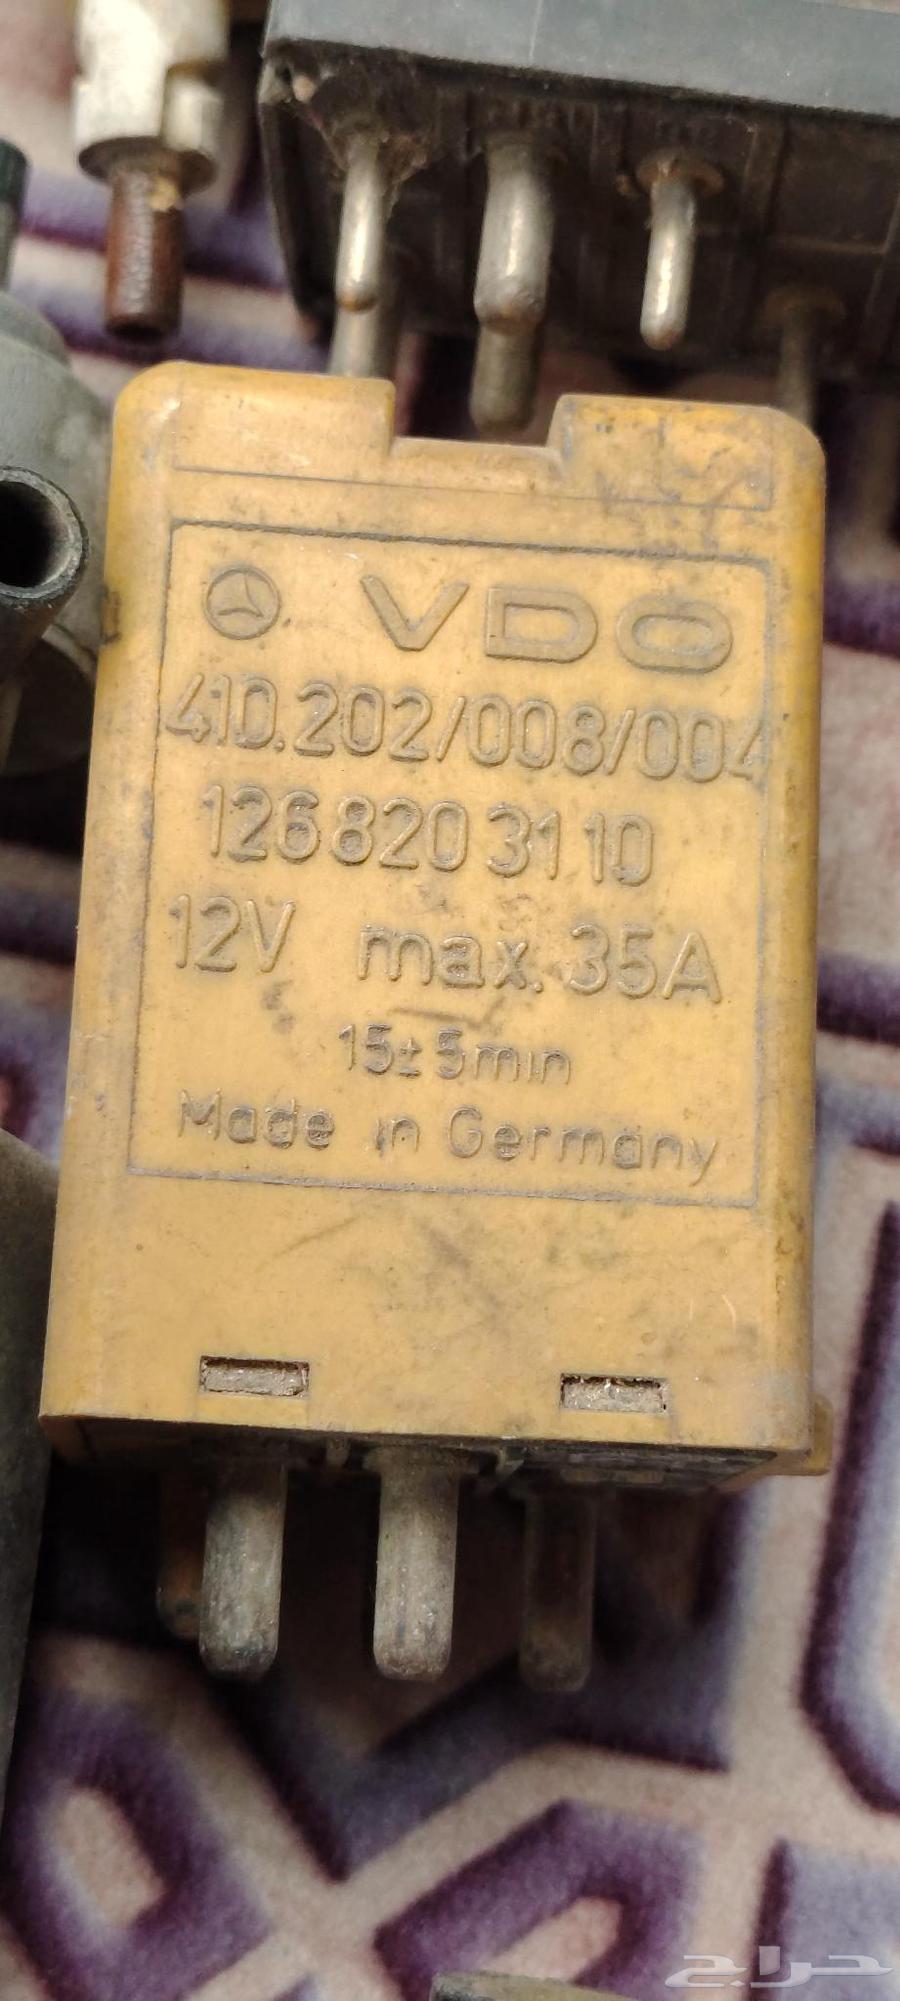 VDO
410.202/008/004
126 820 31 10
12V max. 35A
15±5min
Made in Germany
حراج